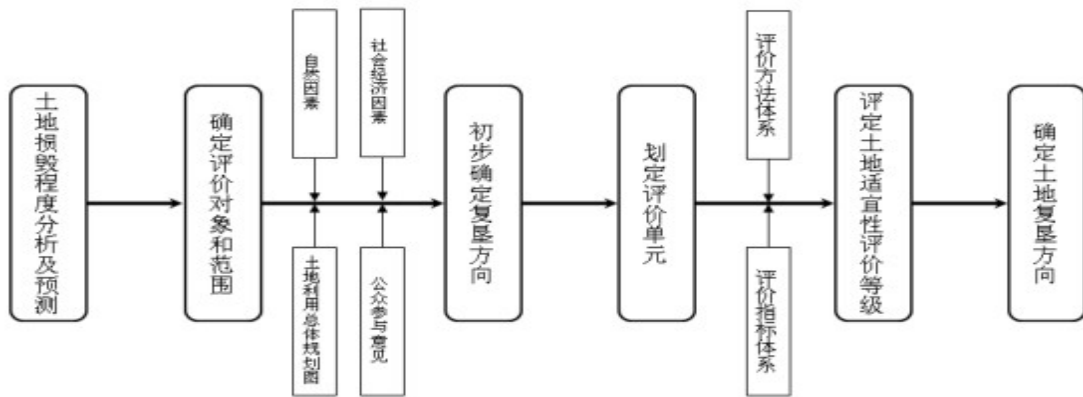 土地损毁程度分析及预测
确定评价对象和范围
自然因素
社会经济因素
土地利用总体规划图
公众参与意见
初步确定复垦方向
划定评价单元
评价方法体系
评价指标体系
评定土地适宜性评价等级
确定土地复垦方向